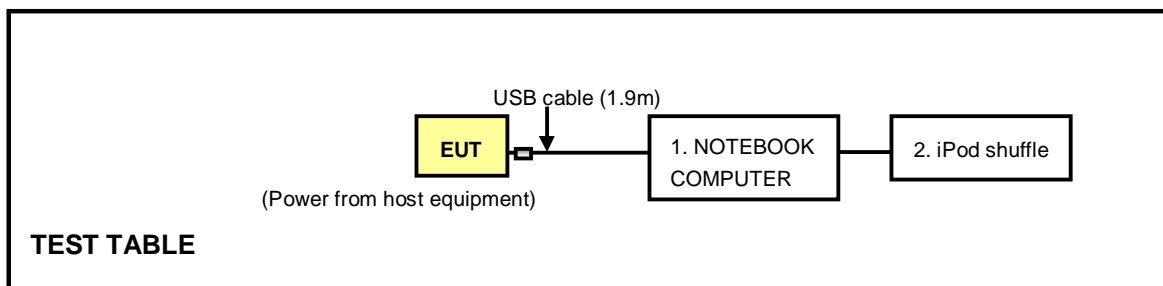 USB cable (1.9m)
EUT
1. NOTEBOOK
COMPUTER
2. iPod shuffle
(Power from host equipment)
TEST TABLE